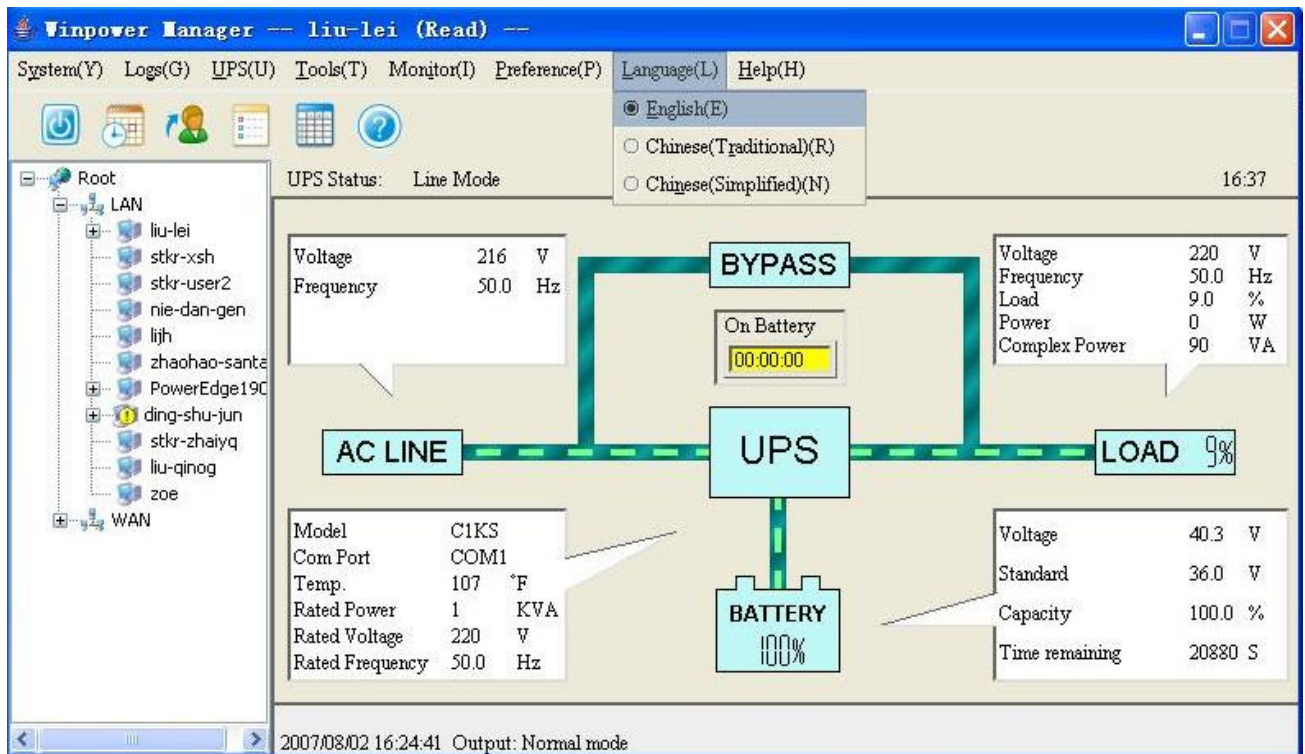 Winpower Manager -- liu-lei (Read) --
System(Y) Logs(G) UPS(U) Tools(T) Monitor(I) Preference(P) Language(L) Help(H)
English(E)
Chinese(Traditional)(R)
Chinese(Simplified)(N)
Root
LAN
liu-lei
stkr-xsh
stkr-user2
nie-dan-gen
lijh
zhaohao-santa
PowerEdge190
ding-shu-jun
stkr-zhaiyq
liu-qinog
zoe
WAN
UPS Status: Line Mode
16:37
Voltage 216 V
Frequency 50.0 Hz
BYPASS
On Battery
00:00:00
Voltage 220 V
Frequency 50.0 Hz
Load 9.0 %
Power 0 W
Complex Power 90 VA
AC LINE
UPS
LOAD 9%
Model C1KS
Com Port COM1
Temp. 107 °F
Rated Power 1 KVA
Rated Voltage 220 V
Rated Frequency 50.0 Hz
BATTERY
100%
Voltage 40.3 V
Standard 36.0 V
Capacity 100.0 %
Time remaining 20880 S
2007/08/02 16:24:41 Output: Normal mode